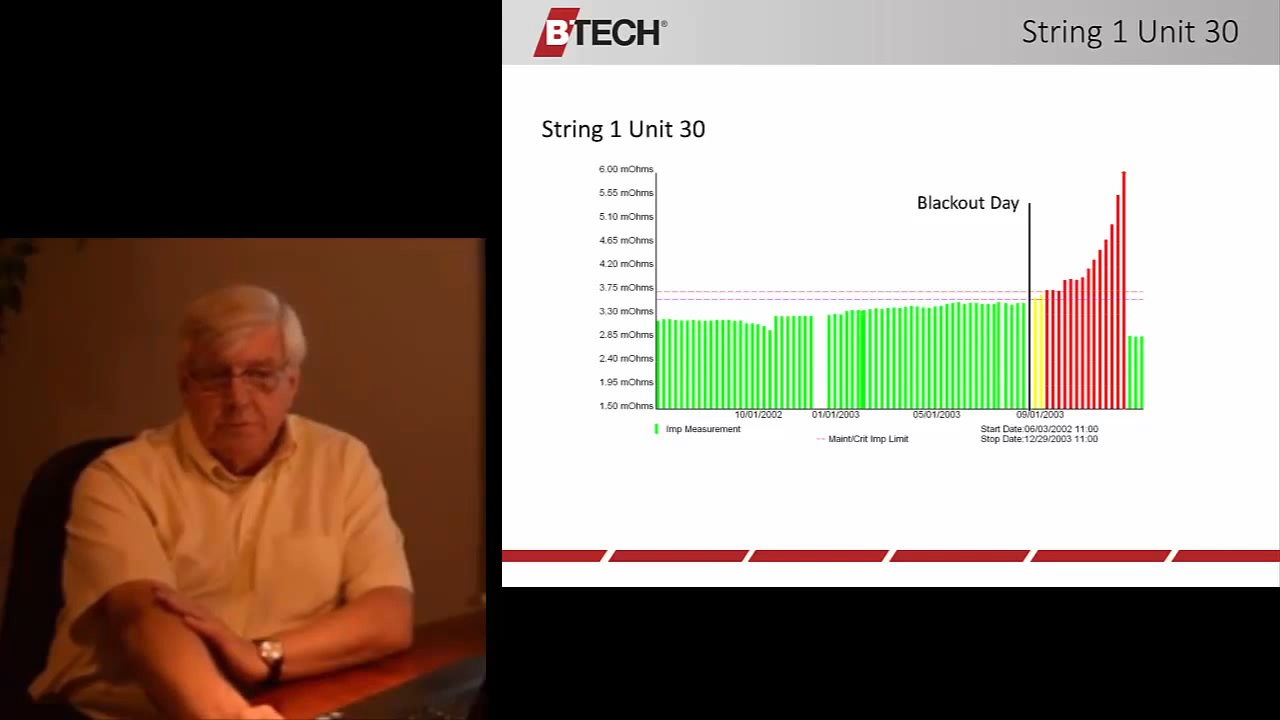 BTECH®
String 1 Unit 30
String 1 Unit 30
6.00 mOhms
5.55 mOhms
5.10 mOhms
4.65 mOhms
4.20 mOhms
3.75 mOhms
3.30 mOhms
2.85 mOhms
2.40 mOhms
1.95 mOhms
1.50 mOhms
Blackout Day
10/01/2002 01/01/2003 05/01/2003 09/01/2003
Imp Measurement
Maint/Crit Imp Limit
Start Date:06/03/2002 11:00
Stop Date:12/29/2003 11:00